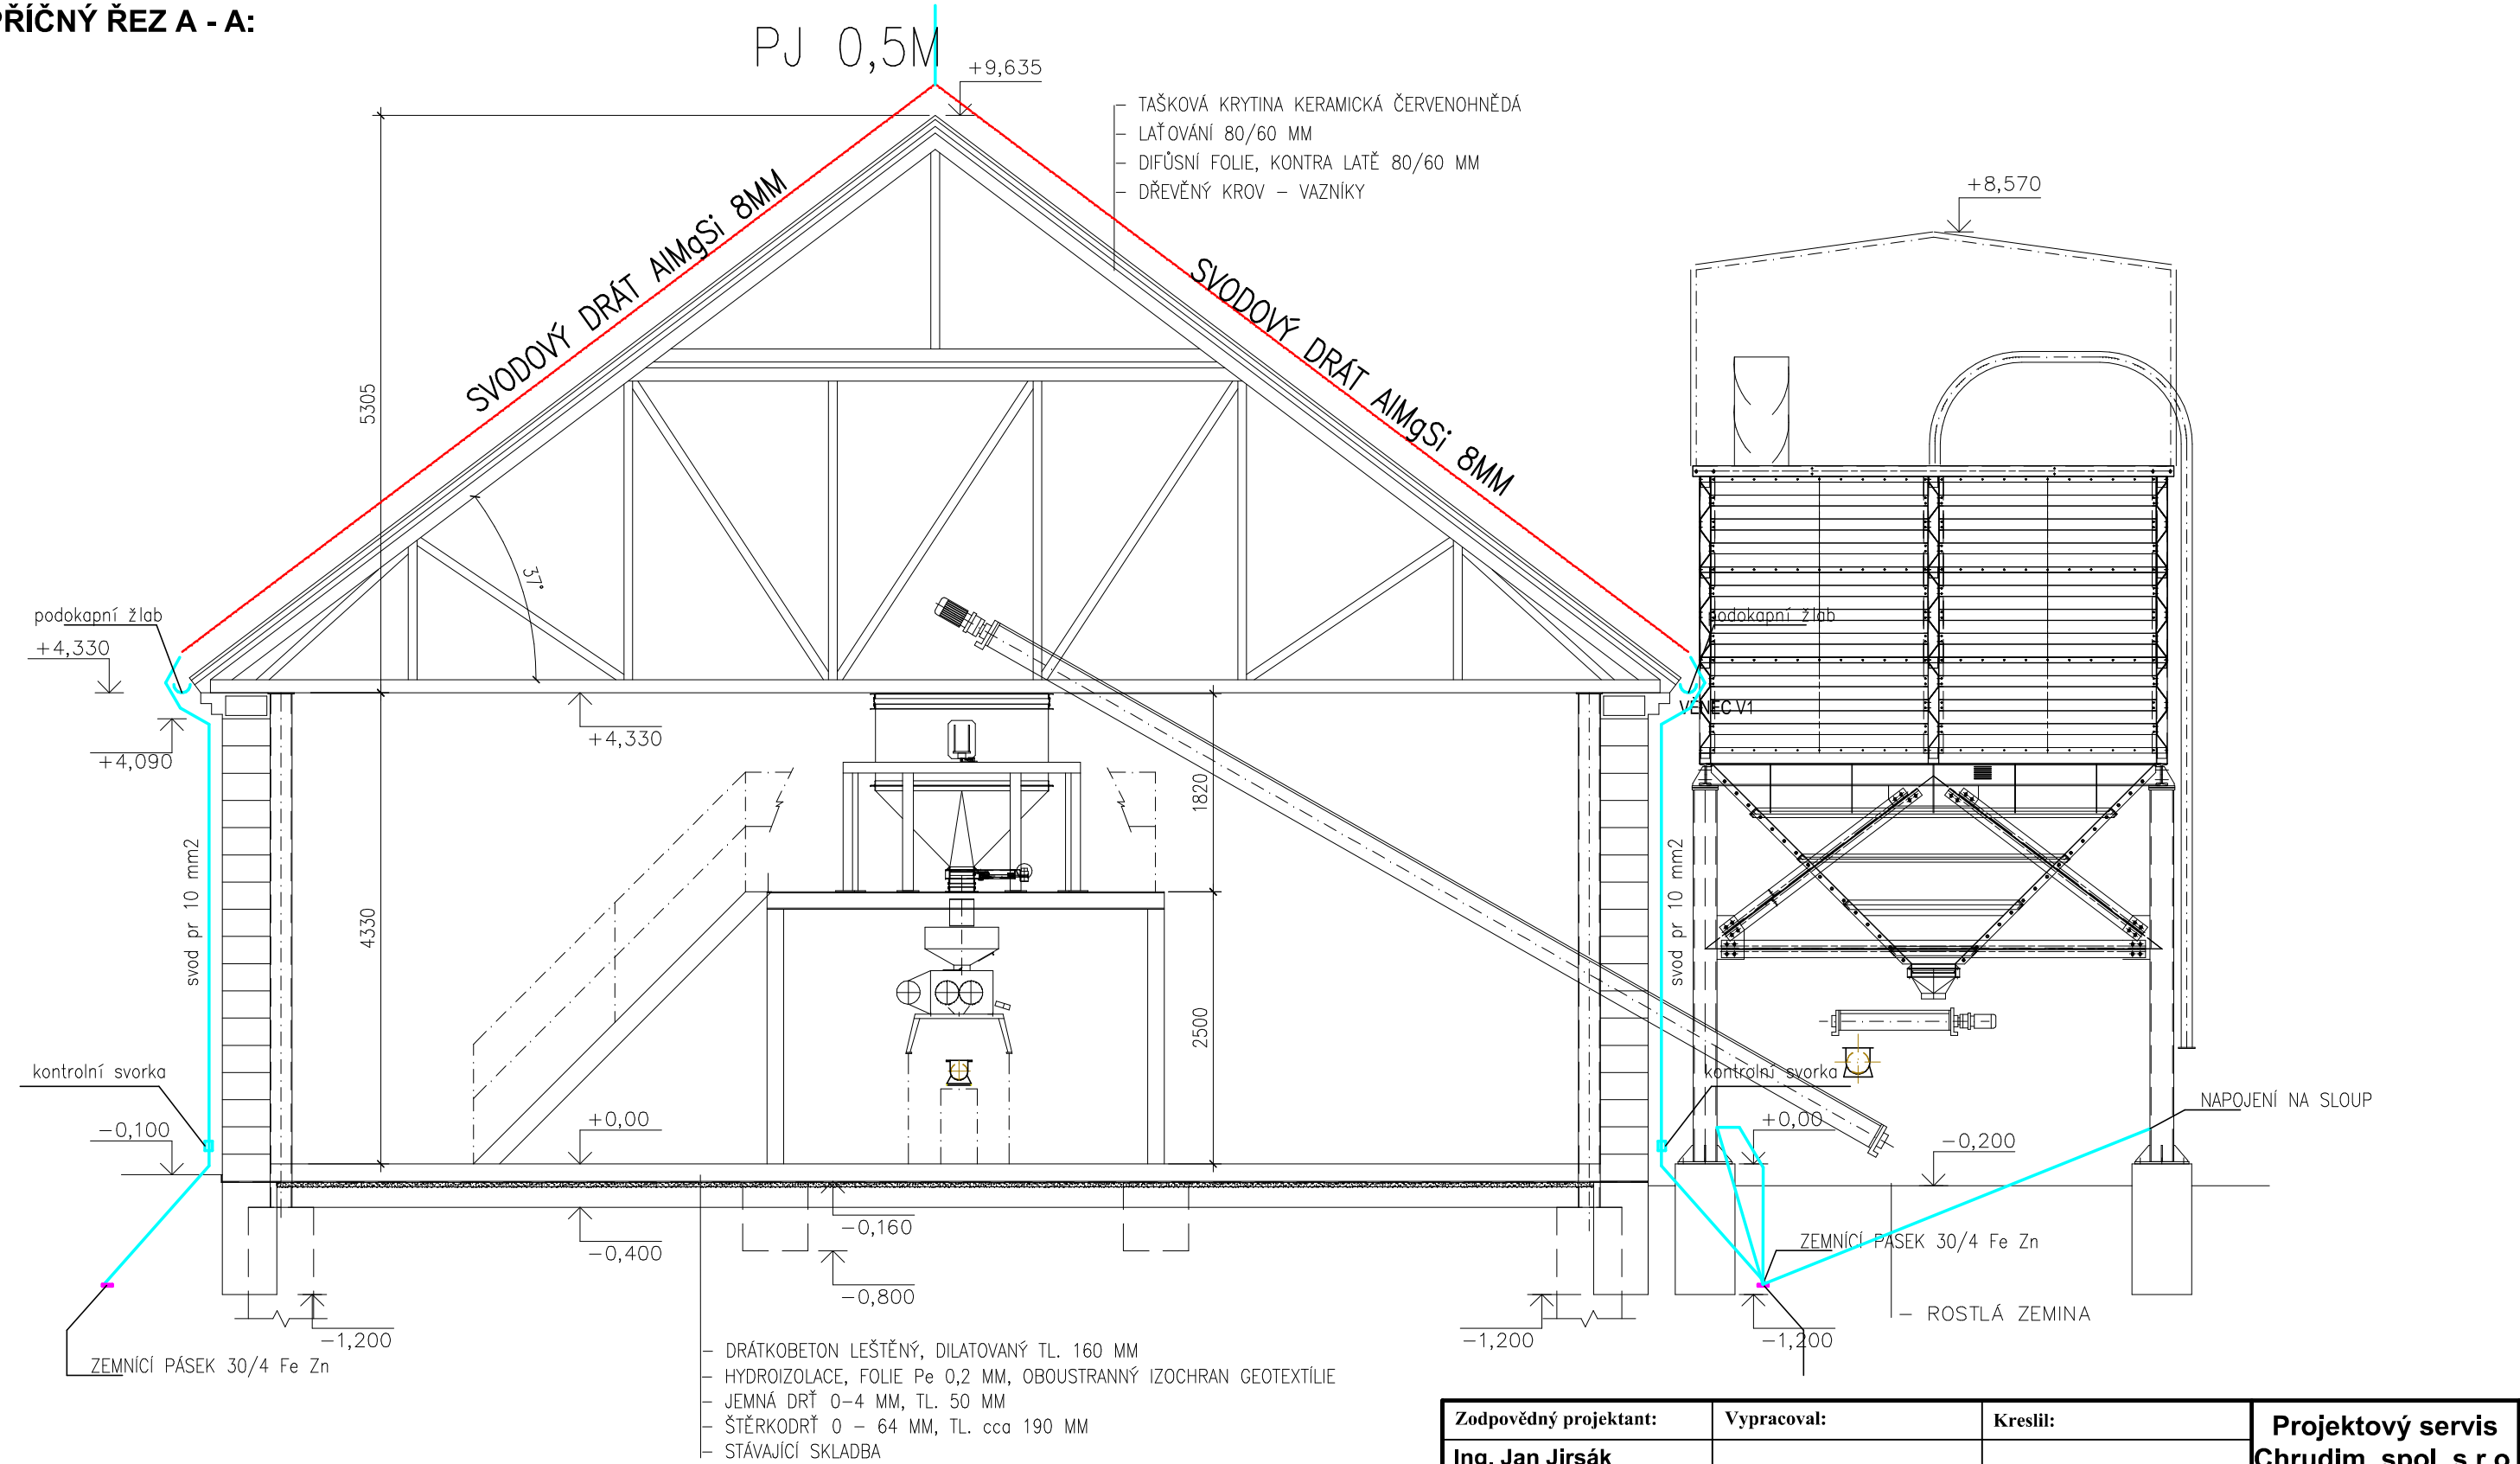 PŘÍČNÝ ŘEZ A - A:
PJ 0,5M
+9,635
– TAŠKOVÁ KRYTINA KERAMICKÁ ČERVENOHNĚDÁ
– LAŤOVÁNÍ 80/60 MM
– DIFŮSNÍ FOLIE, KONTRA LATĚ 80/60 MM
– DŘEVĚNÝ KROV – VAZNÍKY
+8,570
SVODOVÝ DRÁT AlMgSi 8MM
SVODOVÝ DRÁT AlMgSi 8MM
5305
37°
podokapní žlab
+4,330
+4,090
podokapní žlab
VENEC V1
+4,330
1820
svod pr 10 mm2
4330
svod pr 10 mm2
2500
kontrolní svorka
-0,100
+0,00
kontrolní svorka
+0,00
-0,200
NAPOJENÍ NA SLOUP
-0,160
-0,400
-0,800
ZEMNÍCÍ PÁSEK 30/4 Fe Zn
– ROSTLÁ ZEMINA
-1,200
-1,200
-1,200
ZEMNÍCÍ PÁSEK 30/4 Fe Zn
– DRÁTKOBETON LEŠTĚNÝ, DILATOVANÝ TL. 160 MM
– HYDROIZOLACE, FOLIE Pe 0,2 MM, OBOUSTRANNÝ IZOCHRAN GEOTEXTÍLIE
– JEMNÁ DRŤ 0-4 MM, TL. 50 MM
– ŠTĚRKODRŤ 0 – 64 MM, TL. cca 190 MM
– STÁVAJÍCÍ SKLADBA
Zodpovědný projektant:
Vypracoval:
Kreslil:
Projektový servis
Chrudim, spol. s r.o.
Ing. Jan Jirsák